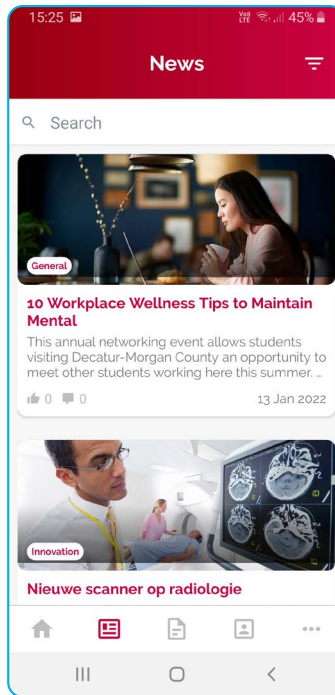 15:25 45%
News
Search
General
10 Workplace Wellness Tips to Maintain
Mental
This annual networking event allows students
visiting Decatur-Morgan County an opportunity to
meet other students working here this summer. ...
0 0 13 Jan 2022
Innovation
Nieuwe scanner op radiologie